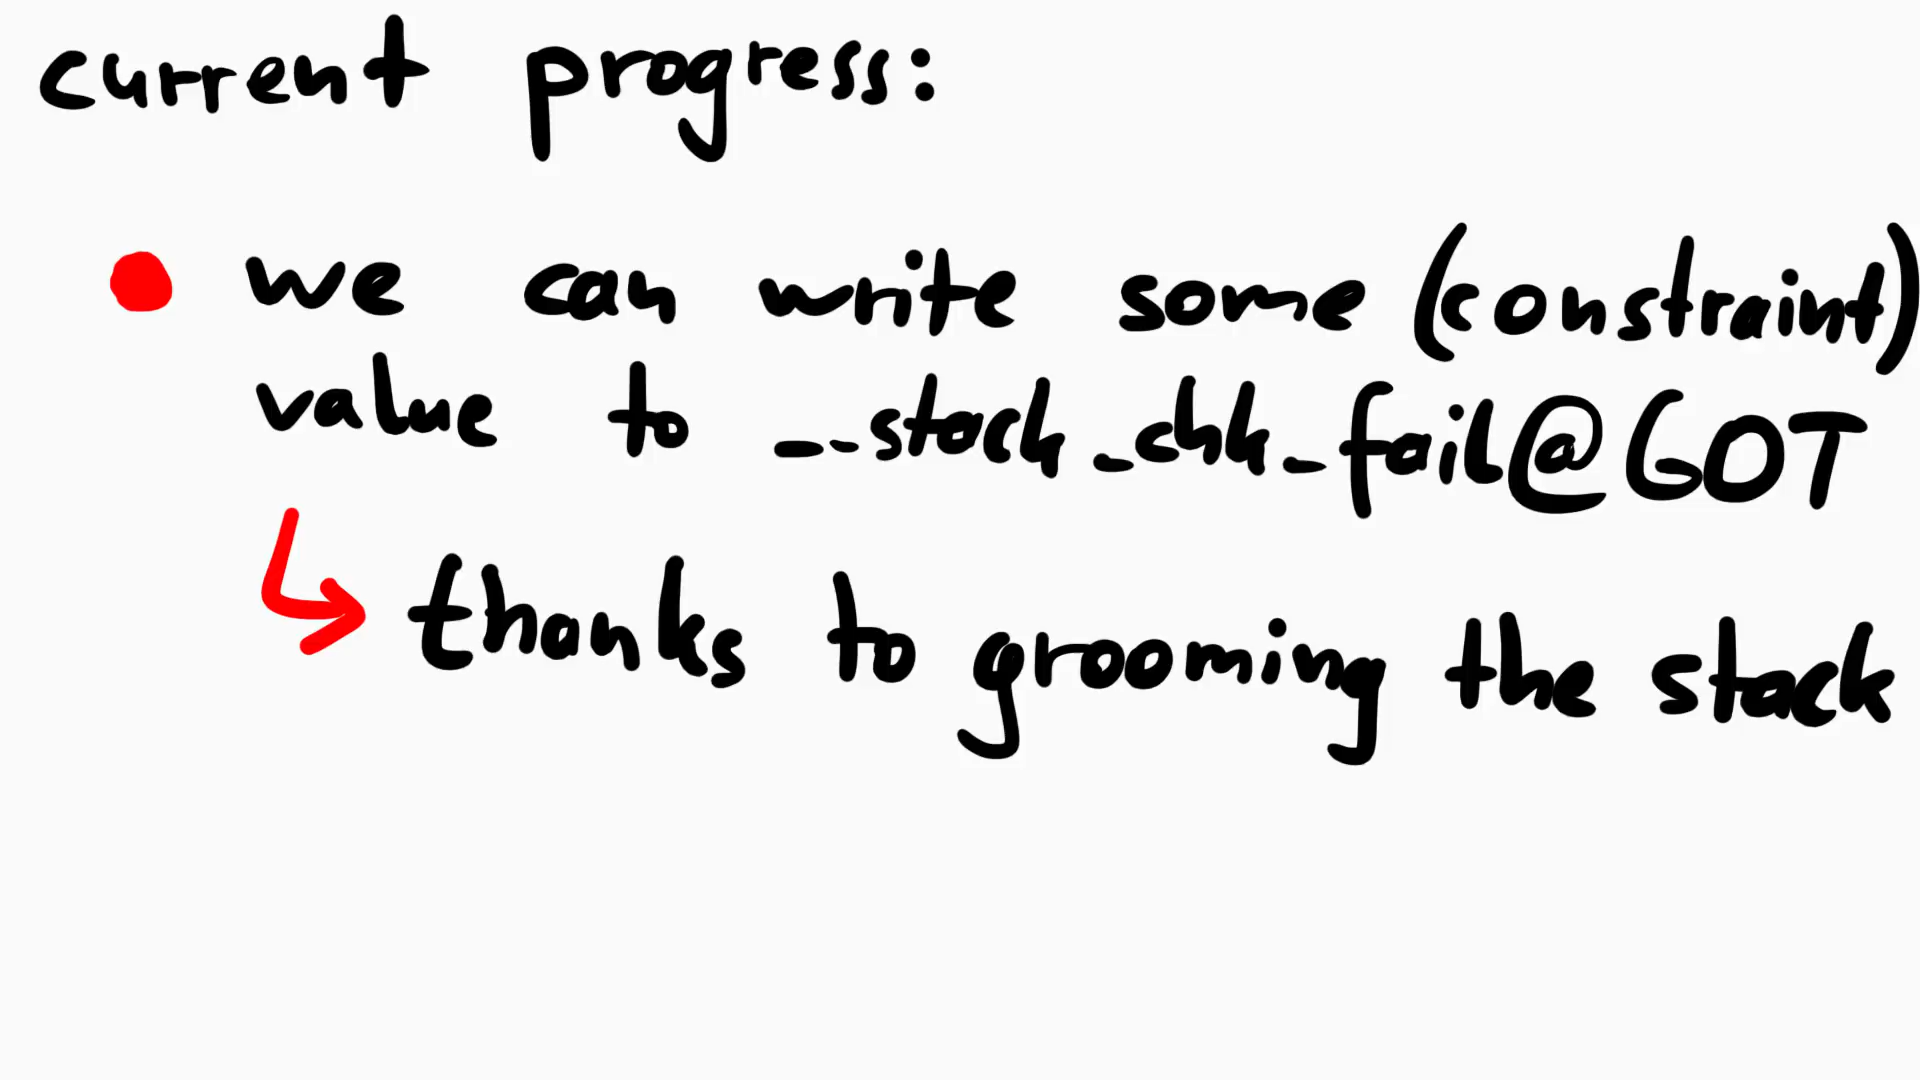 current progress:
we can write some (constraint)
value to __stack_chk_fail@GOT
thanks to grooming the stack